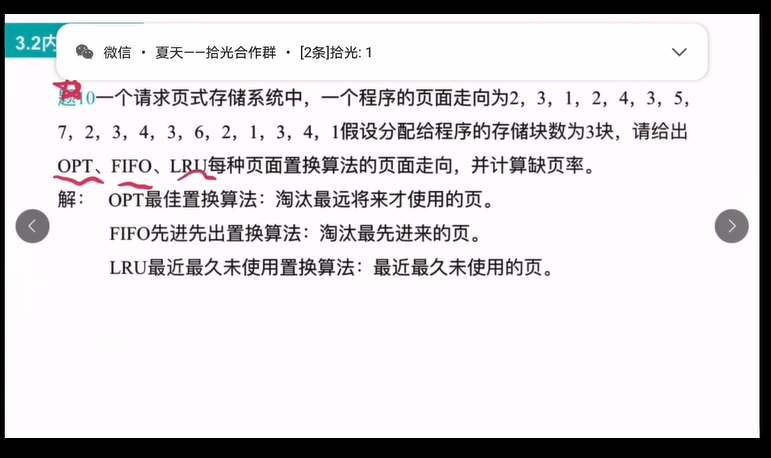 3.2内
微信 · 夏天——拾光合作群 · [2条]拾光: 1
题10一个请求页式存储系统中，一个程序的页面走向为2，3，1，2，4，3，5，
7，2，3，4，3，6，2，1，3，4，1假设分配给程序的存储块数为3块，请给出
OPT、FIFO、LRU每种页面置换算法的页面走向，并计算缺页率。
解： OPT最佳置换算法：淘汰最远将来才使用的页。
FIFO先进先出置换算法：淘汰最先进来的页。
LRU最近最久未使用置换算法：最近最久未使用的页。